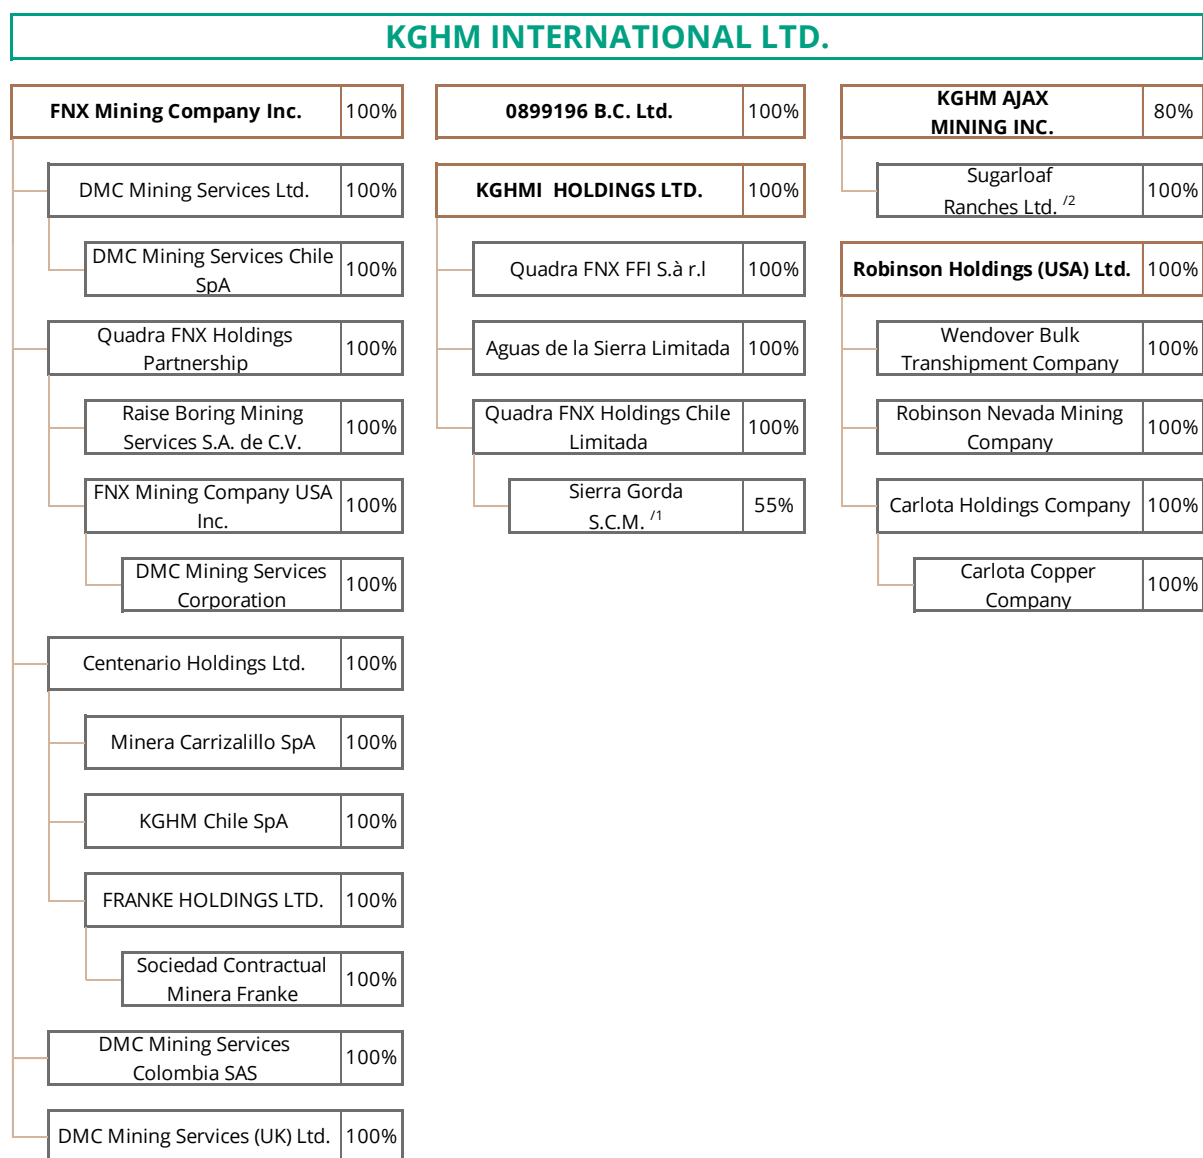 KGHM INTERNATIONAL LTD.
FNX Mining Company Inc. 100%
DMC Mining Services Ltd. 100%
DMC Mining Services Chile
SpA 100%
Quadra FNX Holdings
Partnership 100%
Raise Boring Mining
Services S.A. de C.V. 100%
FNX Mining Company USA
Inc. 100%
DMC Mining Services
Corporation 100%
Centenario Holdings Ltd. 100%
Minera Carrizalillo SpA 100%
KGHM Chile SpA 100%
FRANKE HOLDINGS LTD. 100%
Sociedad Contractual
Minera Franke 100%
DMC Mining Services
Colombia SAS 100%
DMC Mining Services (UK) Ltd. 100%
0899196 B.C. Ltd. 100%
KGHMI HOLDINGS LTD. 100%
Quadra FNX FFI S.à r.l 100%
Aguas de la Sierra Limitada 100%
Quadra FNX Holdings Chile
Limitada 100%
Sierra Gorda
S.C.M. /1 55%
KGHM AJAX
MINING INC. 80%
Sugarloaf
Ranches Ltd. /2 100%
Robinson Holdings (USA) Ltd. 100%
Wendover Bulk
Transhipment Company 100%
Robinson Nevada Mining
Company 100%
Carlota Holdings Company 100%
Carlota Copper
Company 100%